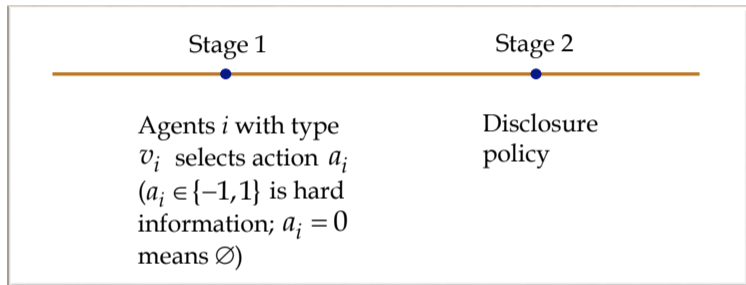 Stage 1
Stage 2
Agents i with type
v_i selects action a_i
(a_i ∈ {−1,1} is hard
information; a_i = 0
means ∅)
Disclosure
policy